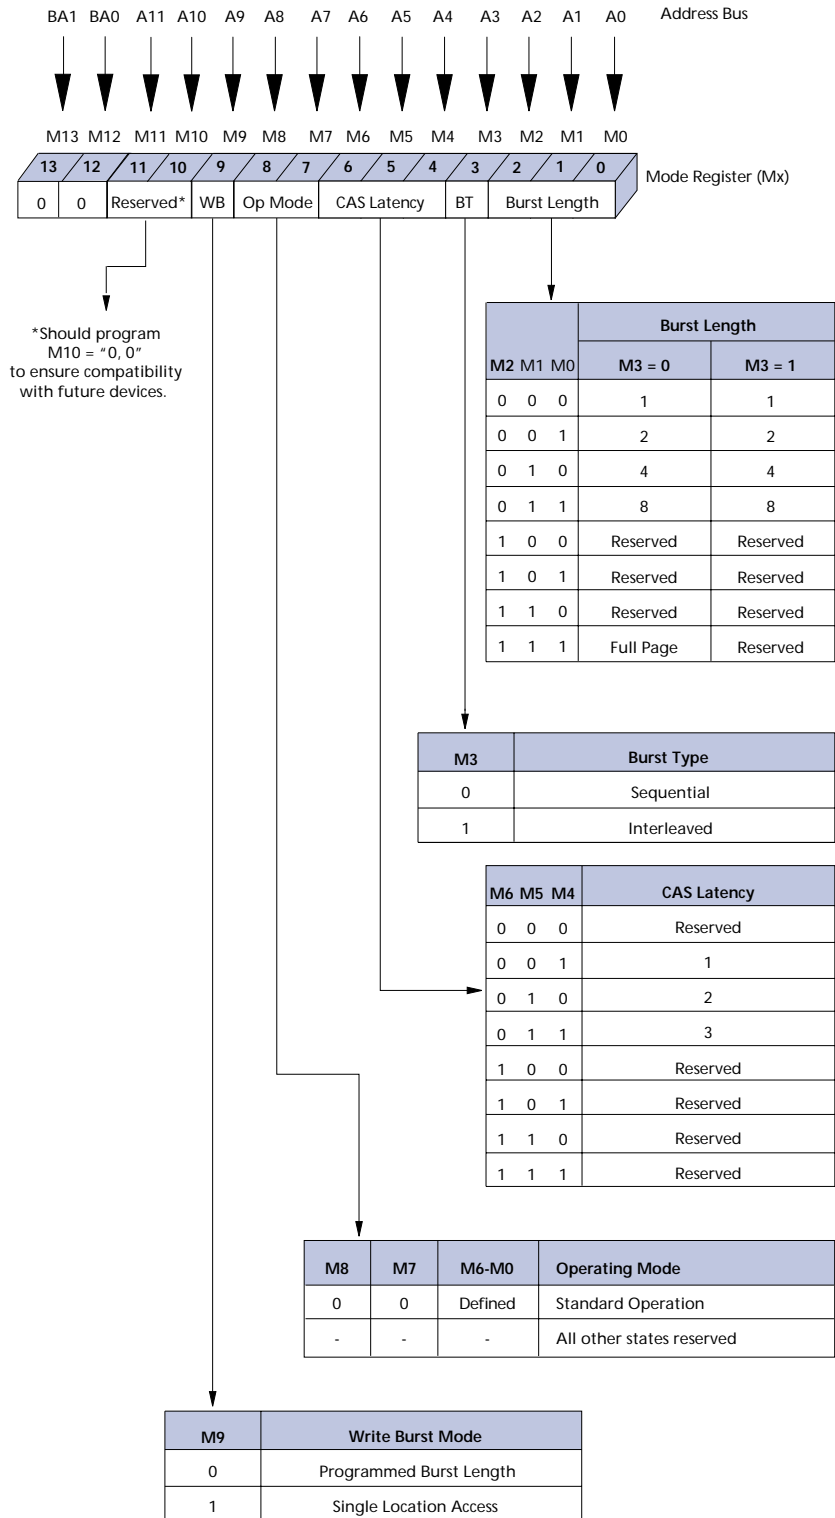 BA1 BA0 A11 A10 A9 A8 A7 A6 A5 A4 A3 A2 A1 A0 Address Bus
M13 M12 M11 M10 M9 M8 M7 M6 M5 M4 M3 M2 M1 M0
13 12 11 10 9 8 7 6 5 4 3 2 1 0
Mode Register (Mx)
0 0 Reserved* WB Op Mode CAS Latency BT Burst Length
*Should program
M10 = “0, 0”
to ensure compatibility
with future devices.
Burst Length
M2 M1 M0 M3 = 0 M3 = 1
0 0 0 1 1
0 0 1 2 2
0 1 0 4 4
0 1 1 8 8
1 0 0 Reserved Reserved
1 0 1 Reserved Reserved
1 1 0 Reserved Reserved
1 1 1 Full Page Reserved
M3 Burst Type
0 Sequential
1 Interleaved
M6 M5 M4 CAS Latency
0 0 0 Reserved
0 0 1 1
0 1 0 2
0 1 1 3
1 0 0 Reserved
1 0 1 Reserved
1 1 0 Reserved
1 1 1 Reserved
M8 M7 M6-M0 Operating Mode
0 0 Defined Standard Operation
- - - All other states reserved
M9 Write Burst Mode
0 Programmed Burst Length
1 Single Location Access